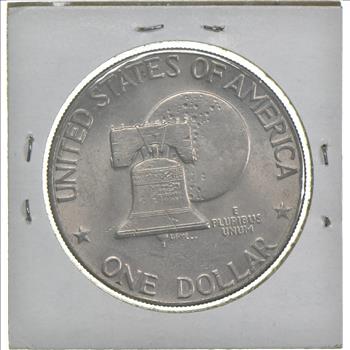 UNITED STATES OF AMERICA
E
PLURIBUS
UNUM
ONE DOLLAR